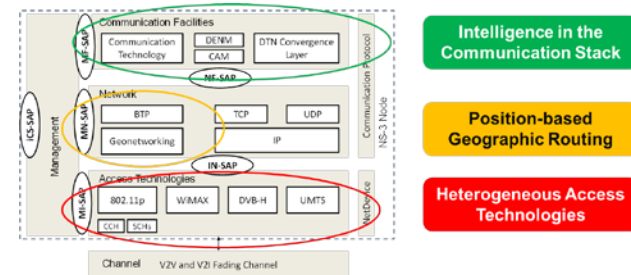 Communication Facilities
Communication
Technology
DENM
CAM
DTN Convergence
Layer
MF-SAP
NF-SAP
Network
BTP
Geonetworking
TCP
UDP
IP
MN-SAP
IN-SAP
Access Technologies
802.11p
WiMAX
DVB-H
UMTS
CCH
SCHs
MI-SAP
ICS-SAP
Management
Communication Protocol
NetDevice
NS-3 Node
Channel
V2V and V2I Fading Channel
Intelligence in the
Communication Stack
Position-based
Geographic Routing
Heterogeneous Access
Technologies